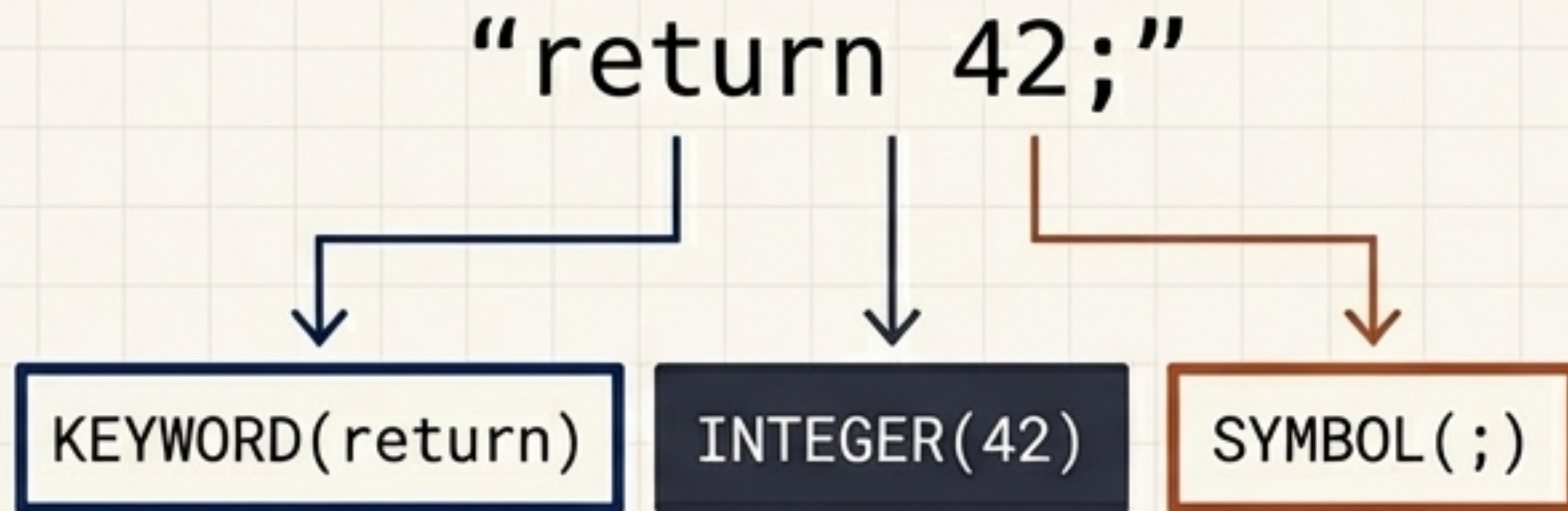 “return 42;”
KEYWORD(return)
INTEGER(42)
SYMBOL(;)